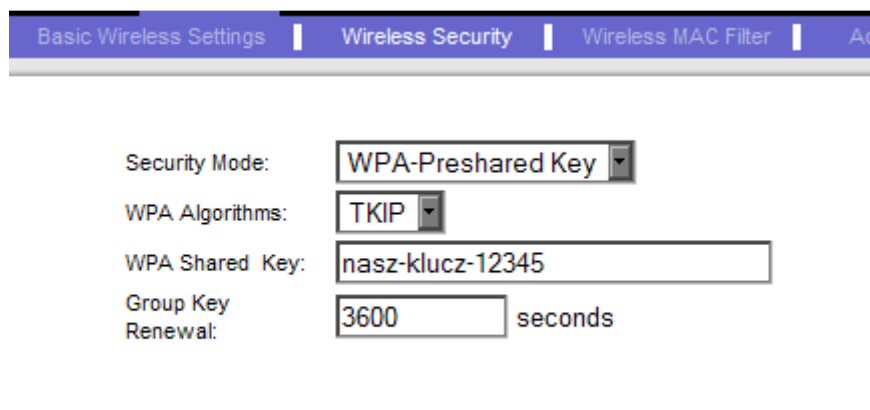 Basic Wireless Settings Wireless Security Wireless MAC Filter
Security Mode: WPA-Preshared Key
WPA Algorithms: TKIP
WPA Shared Key: nasz-klucz-12345
Group Key
Renewal: 3600 seconds